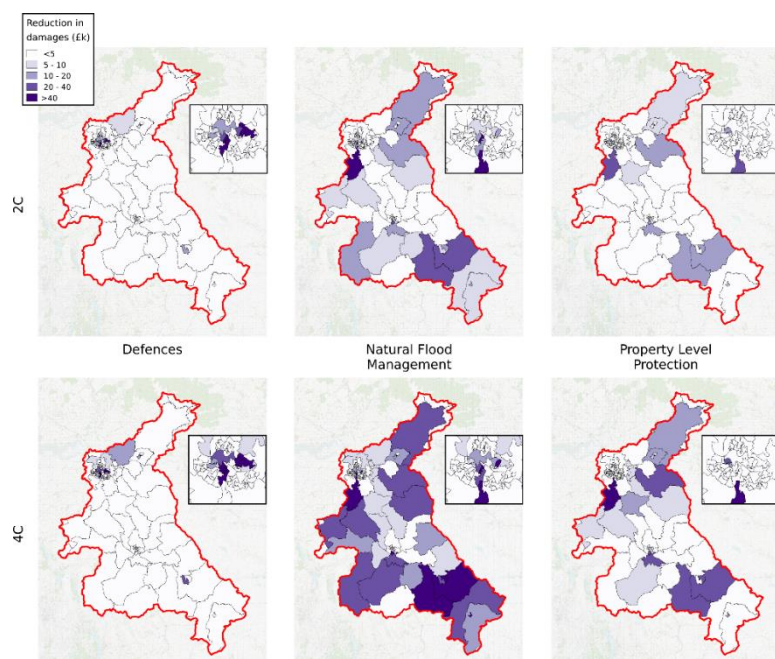 Reduction in
damages (£k)
<5
5 - 10
10 - 20
20 - 40
>40
2C
Defences
Natural Flood
Management
Property Level
Protection
4C